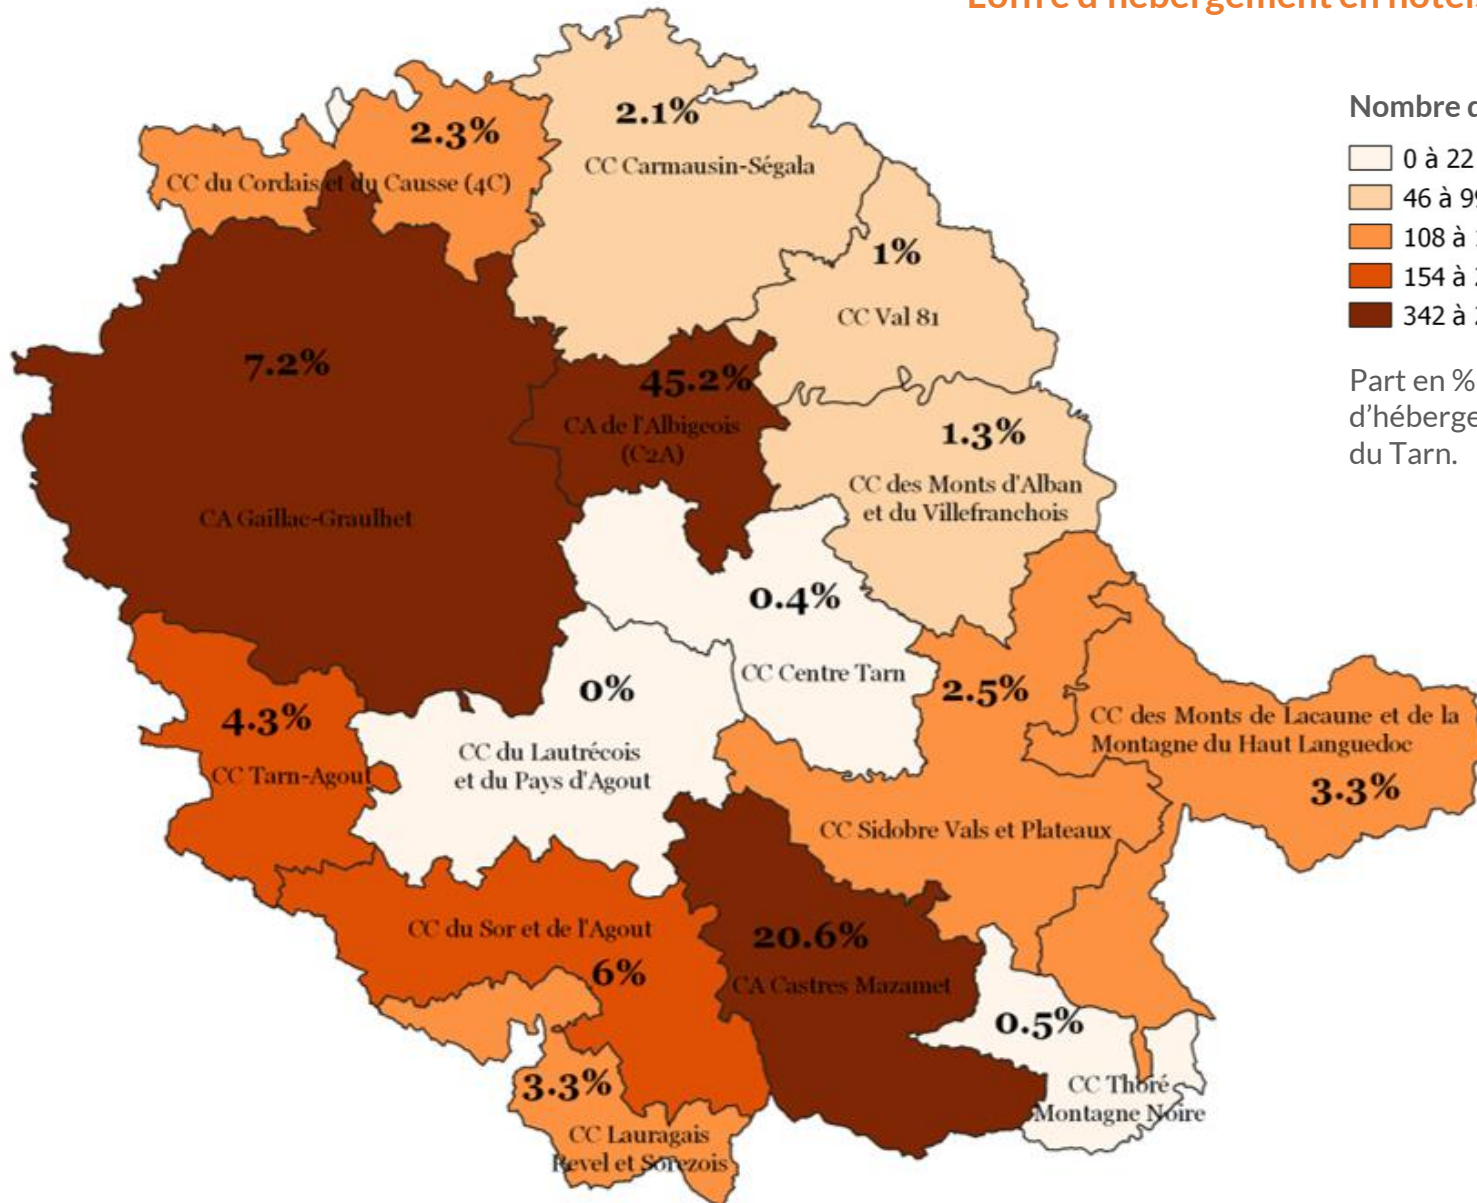 L'offre d'hébergement en hôtels
Nombre d
0 à 22
46 à 99
108 à
154 à
342 à
Part en %
d'héberge
du Tarn.
2.1%
CC Carmausin-Ségala
2.3%
CC du Cordais et du Causse (4C)
1%
CC Val 81
7.2%
CA Gaillac-Graulhet
45.2%
CA de l'Albigeois
(C2A)
1.3%
CC des Monts d'Alban
et du Villefranchois
0.4%
CC Centre Tarn
0%
CC du Lautrécois
et du Pays d'Agout
2.5%
CC Sidobre Vals et Plateaux
CC des Monts de Lacaune et de la
Montagne du Haut Languedoc
3.3%
4.3%
CC Tarn-Agout
CC du Sor et de l'Agout
6%
20.6%
CA Castres Mazamet
0.5%
CC Thoré
Montagne Noire
3.3%
CC Lauragais
Revel et Sorezois